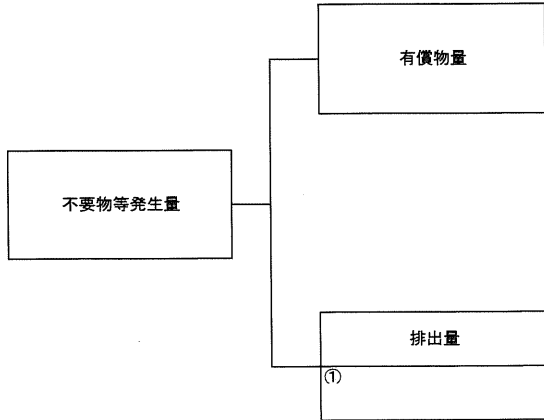 有償物量
不要物等発生量
排出量
①